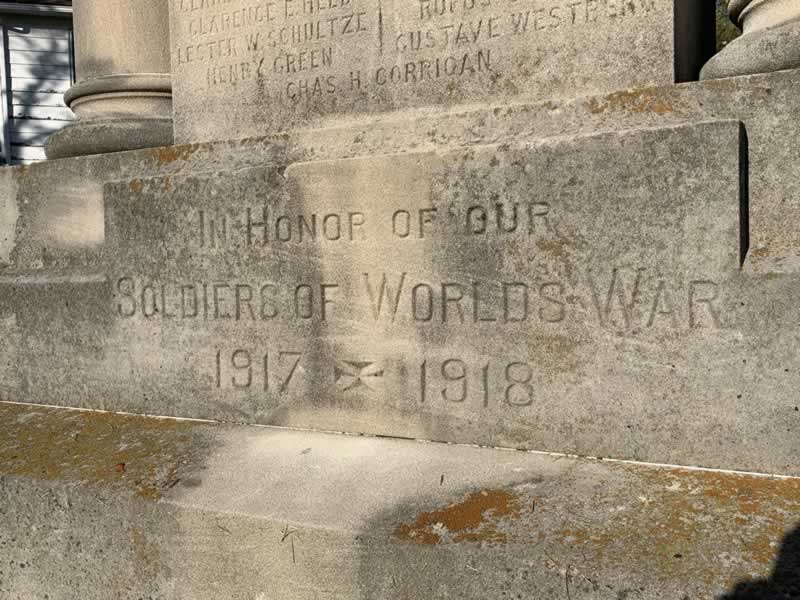 CLARENCE E HELD
RUFUS
LESTER W SCHULTZE
GUSTAVE WESTBERG
HENRY GREEN
CHAS H. CORRIGAN
IN HONOR OF OUR
SOLDIERS OF WORLDS WAR
1917 ✠ 1918